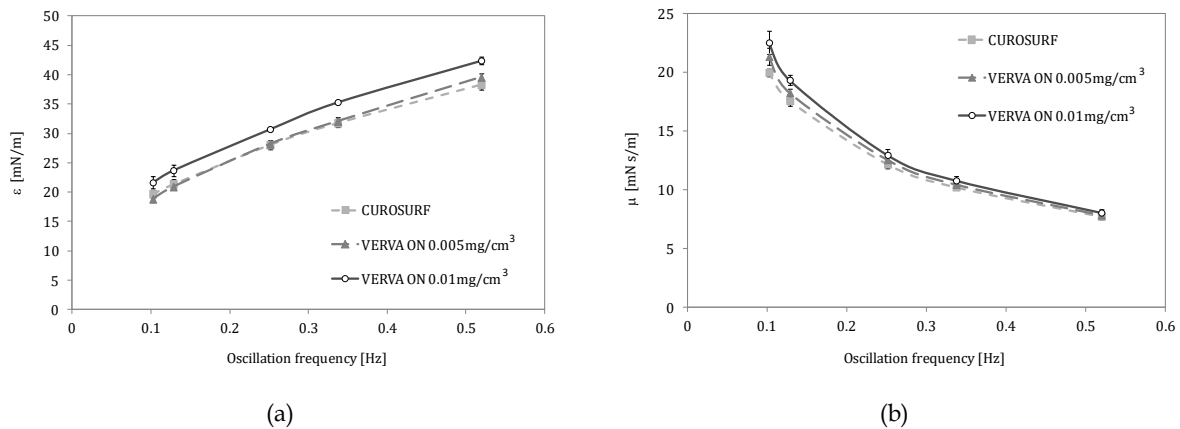 50
45
40
35
30
25
20
15
10
5
0
ε [mN/m]
CUROSURF
VERVA ON 0.005mg/cm³
VERVA ON 0.01mg/cm³
0 0.1 0.2 0.3 0.4 0.5 0.6
Oscillation frequency [Hz]
(a)
25
20
15
10
5
0
μ [mN s/m]
CUROSURF
VERVA ON 0.005mg/cm³
VERVA ON 0.01mg/cm³
0 0.1 0.2 0.3 0.4 0.5 0.6
Oscillation frequency [Hz]
(b)